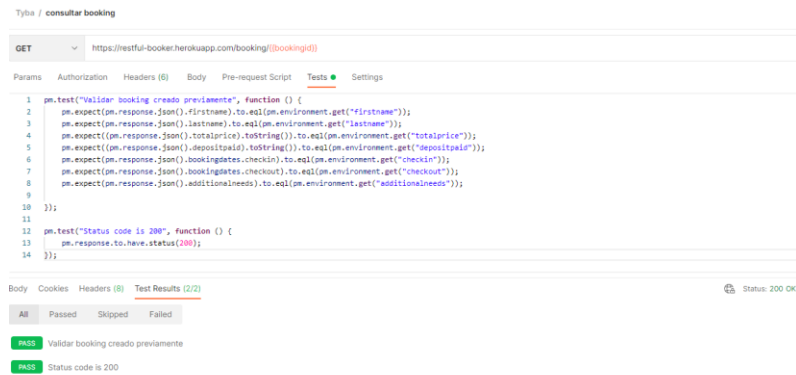 Tyba / consultar booking
GET https://restful-booker.herokuapp.com/booking/{{bookingid}}
Params Authorization Headers (6) Body Pre-request Script Tests Settings
1 pm.test("Validar booking creado previamente", function () {
2 pm.expect(pm.response.json().firstname).to.eql(pm.environment.get("firstname"));
3 pm.expect(pm.response.json().lastname).to.eql(pm.environment.get("lastname"));
4 pm.expect((pm.response.json().totalprice).toString()).to.eql(pm.environment.get("totalprice"));
5 pm.expect((pm.response.json().depositpaid).toString()).to.eql(pm.environment.get("depositpaid"));
6 pm.expect(pm.response.json().bookingdates.checkin).to.eql(pm.environment.get("checkin"));
7 pm.expect(pm.response.json().bookingdates.checkout).to.eql(pm.environment.get("checkout"));
8 pm.expect(pm.response.json().additionalneeds).to.eql(pm.environment.get("additionalneeds"));
9
10 });
11
12 pm.test("Status code is 200", function () {
13 pm.response.to.have.status(200);
14 });
Body Cookies Headers (8) Test Results (2/2) Status: 200 OK
All Passed Skipped Failed
PASS Validar booking creado previamente
PASS Status code is 200